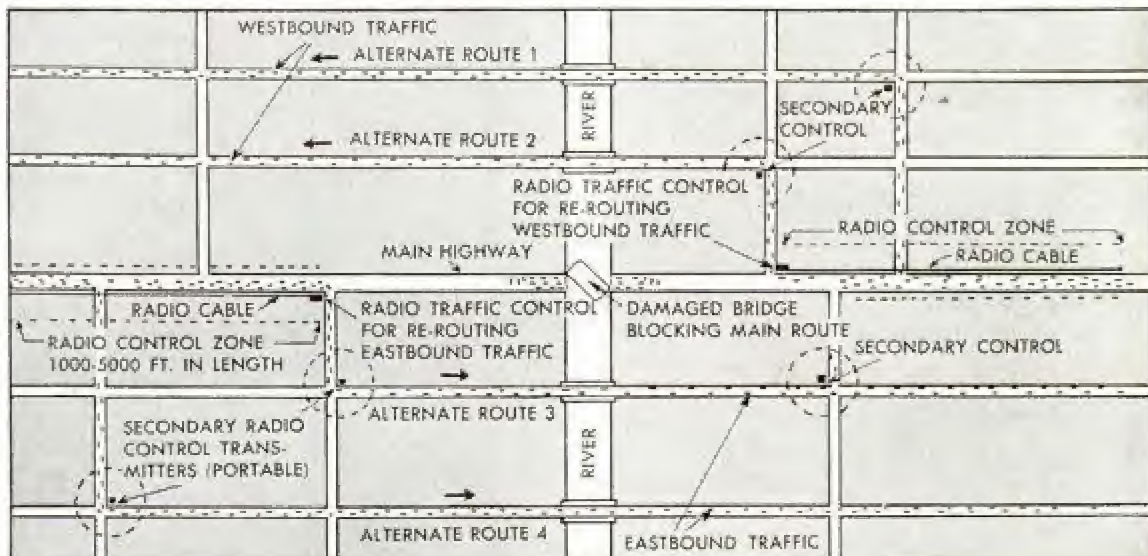 WESTBOUND TRAFFIC
ALTERNATE ROUTE 1
RIVER
SECONDARY
CONTROL
ALTERNATE ROUTE 2
RADIO TRAFFIC CONTROL
FOR RE-ROUTING
WESTBOUND TRAFFIC
RADIO CONTROL ZONE
RADIO CABLE
MAIN HIGHWAY
RADIO CABLE
RADIO CONTROL ZONE
1000-5000 FT. IN LENGTH
RADIO TRAFFIC CONTROL
FOR RE-ROUTING
EASTBOUND TRAFFIC
DAMAGED BRIDGE
BLOCKING MAIN ROUTE
SECONDARY CONTROL
ALTERNATE ROUTE 3
SECONDARY RADIO
CONTROL TRANS-
MITTERS (PORTABLE)
RIVER
ALTERNATE ROUTE 4
EASTBOUND TRAFFIC